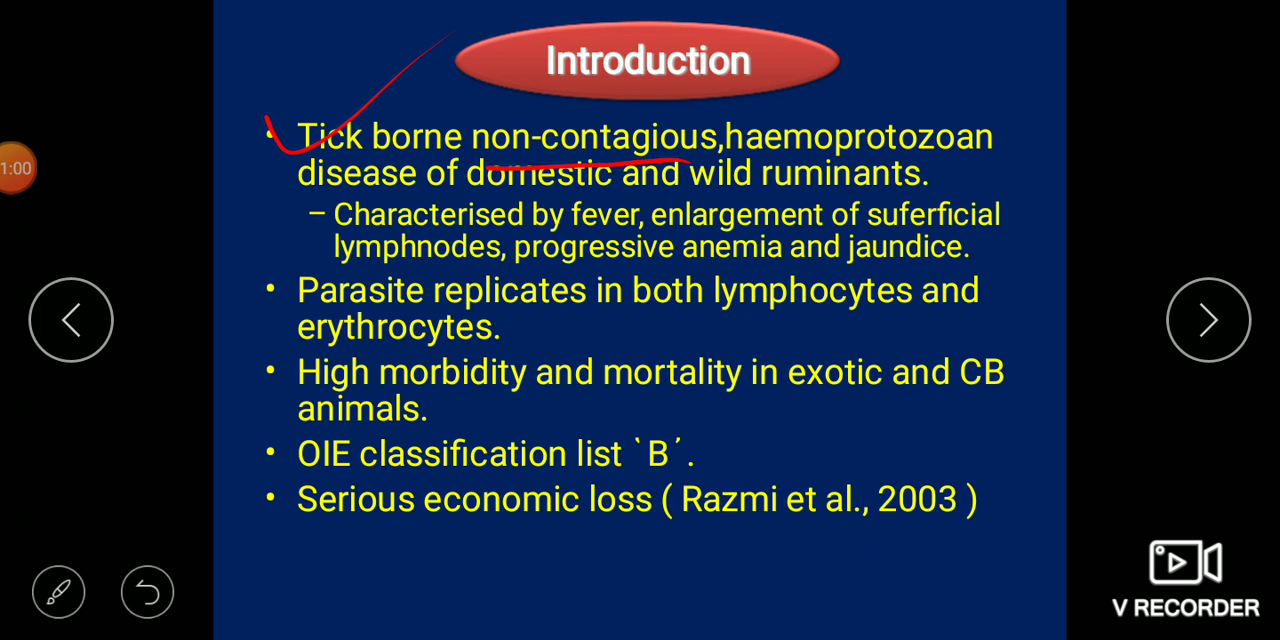 Introduction
• Tick borne non-contagious,haemoprotozoan
disease of domestic and wild ruminants.
– Characterised by fever, enlargement of suferficial
lymphnodes, progressive anemia and jaundice.
• Parasite replicates in both lymphocytes and
erythrocytes.
• High morbidity and mortality in exotic and CB
animals.
• OIE classification list `B´.
• Serious economic loss ( Razmi et al., 2003 )
1:00
V RECORDER